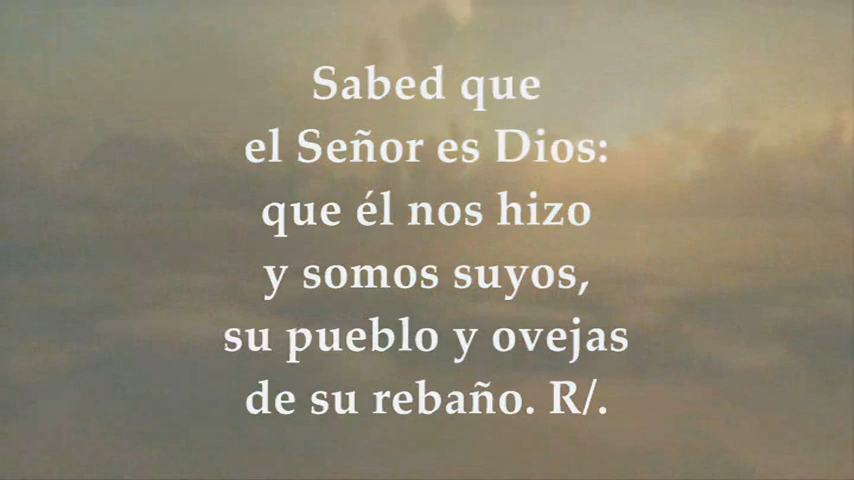 Sabed que
el Señor es Dios:
que él nos hizo
y somos suyos,
su pueblo y ovejas
de su rebaño. R/.